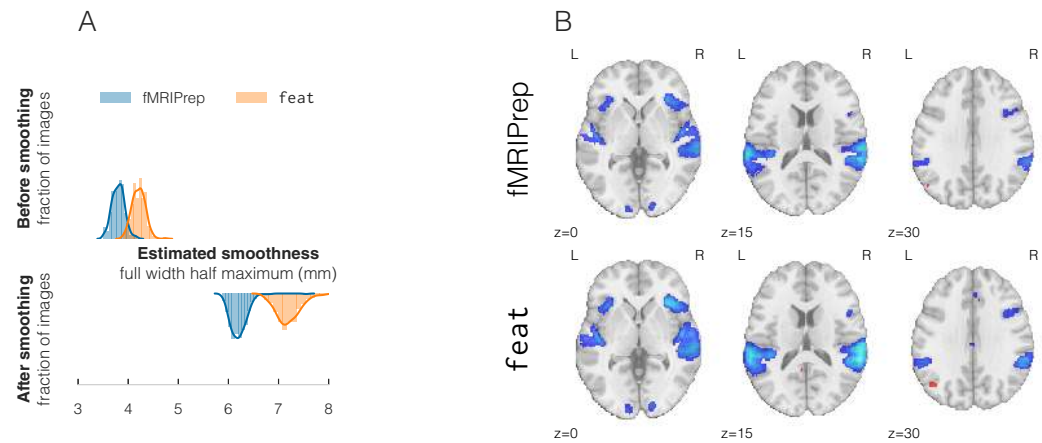 A
B
fMRIPrep
feat
Before smoothing
fraction of images
Estimated smoothness
full width half maximum (mm)
After smoothing
fraction of images
3 4 5 6 7 8
fMRIPrep
L R L R L R
z=0 z=15 z=30
feat
L R L R L R
z=0 z=15 z=30